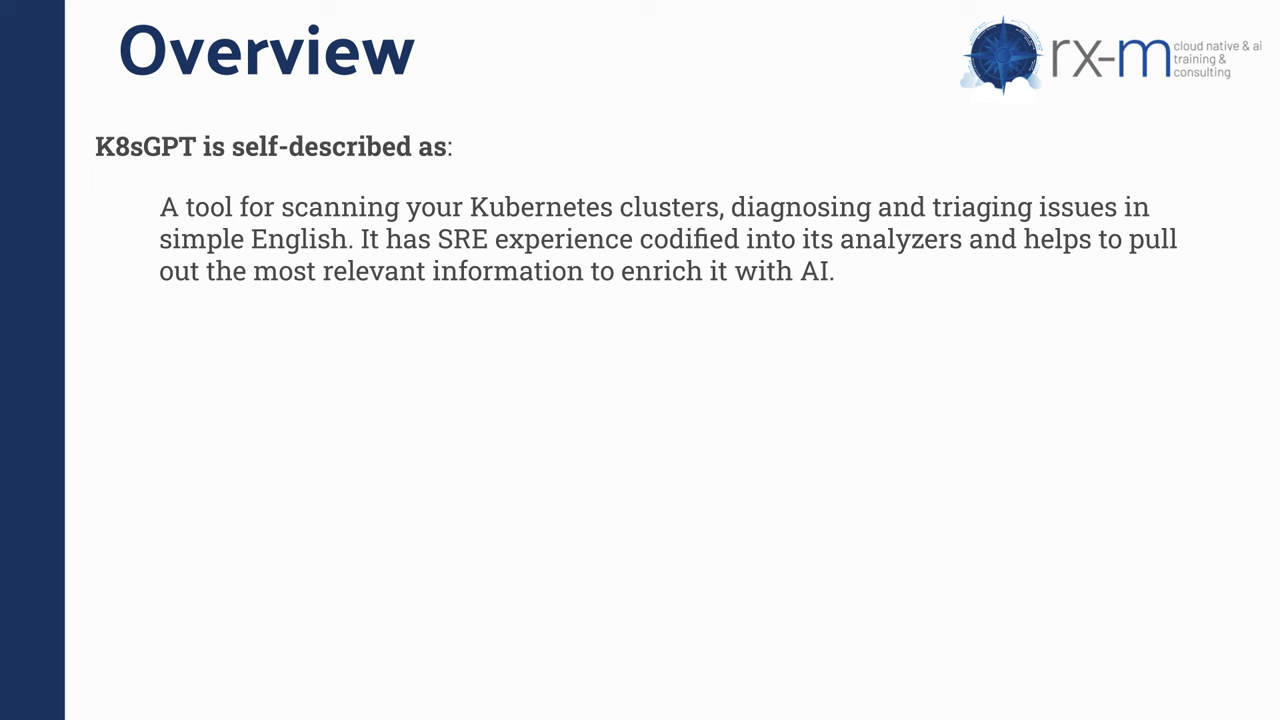 Overview
rx-m
cloud native & ai
training &
consulting
K8sGPT is self-described as:
A tool for scanning your Kubernetes clusters, diagnosing and triaging issues in
simple English. It has SRE experience codified into its analyzers and helps to pull
out the most relevant information to enrich it with AI.